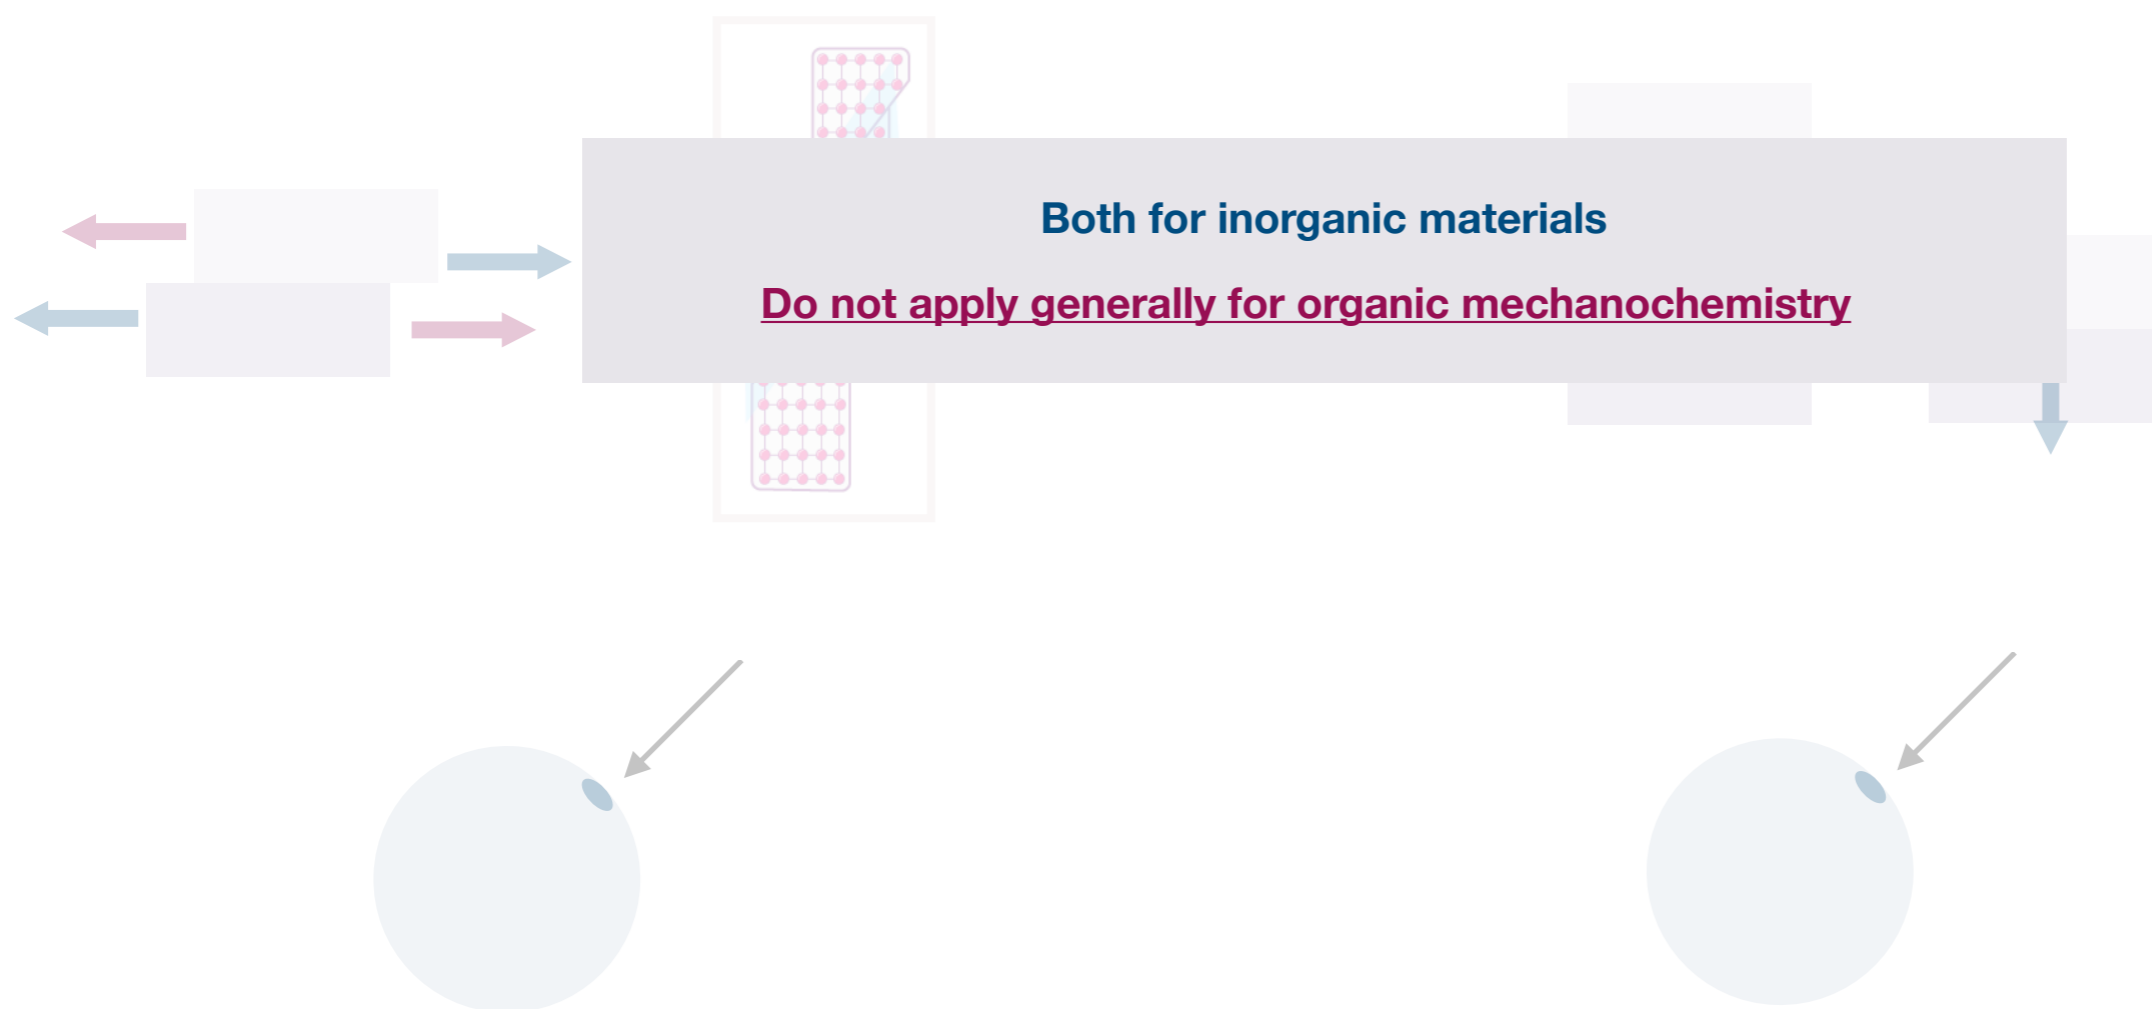 Both for inorganic materials
Do not apply generally for organic mechanochemistry